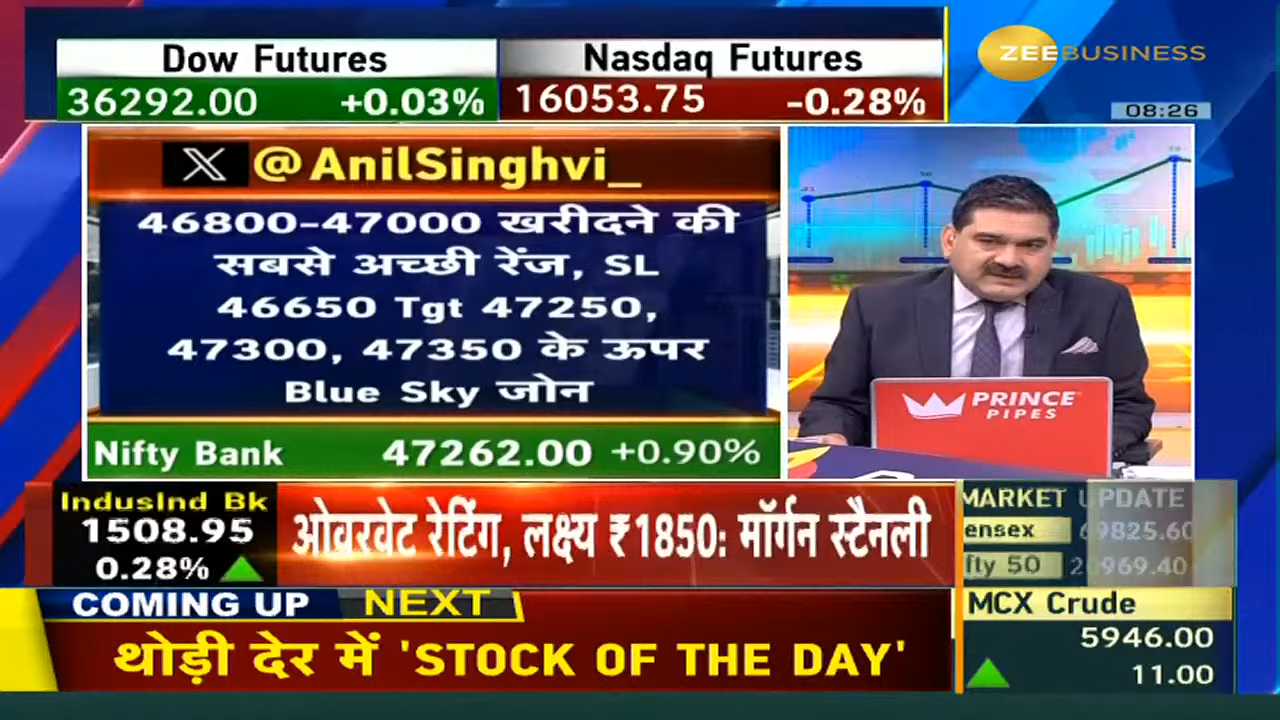 Dow Futures
36292.00 +0.03%
Nasdaq Futures
16053.75 -0.28%
ZEEBUSINESS
08:26
X @AnilSinghvi_
46800-47000 खरीदने की
सबसे अच्छी रेंज, SL
46650 Tgt 47250,
47300, 47350 के ऊपर
Blue Sky जोन
Nifty Bank 47262.00 +0.90%
PRINCE
PIPES
IndusInd Bk
1508.95
0.28%
ओवरवेट रेटिंग, लक्ष्य ₹1850: मॉर्गन स्टैनली
MARKET UPDATE
ensex 69825.60
fty 50 20969.40
MCX Crude
5946.00
11.00
COMING UP NEXT
थोड़ी देर में 'STOCK OF THE DAY'